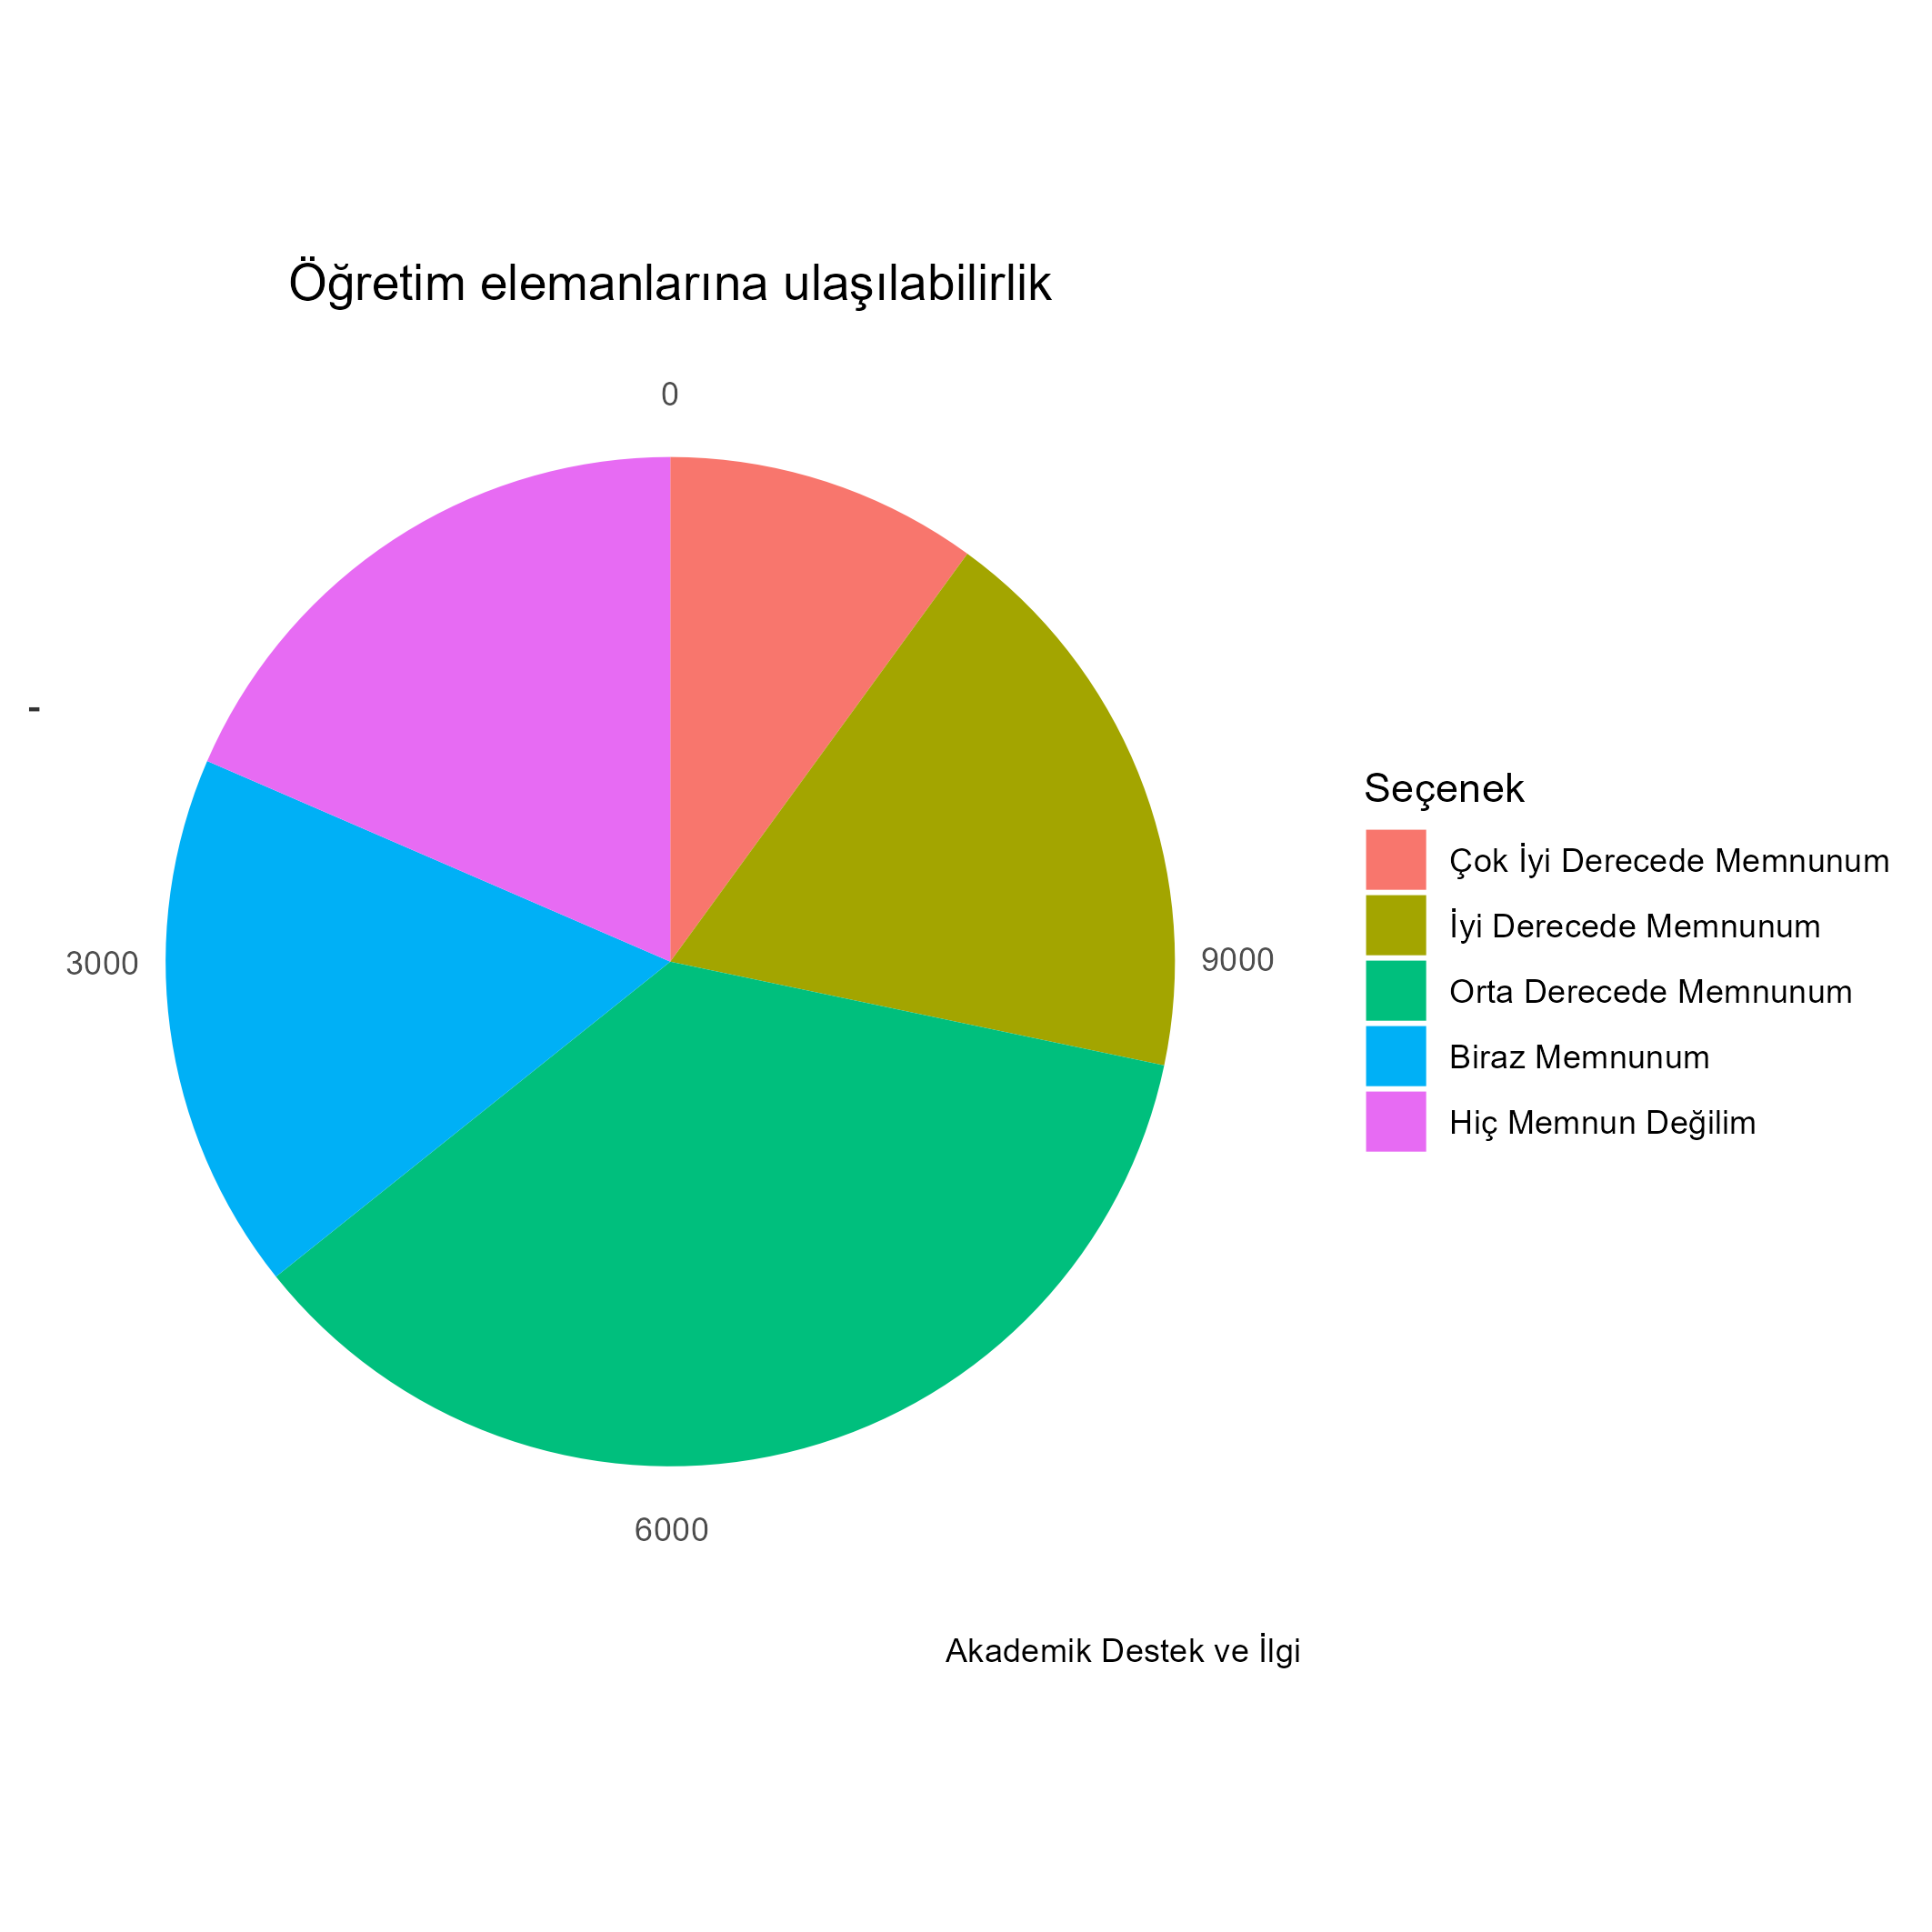 Öğretim elemanlarına ulaşılabilirlik
0
-
3000
9000
6000
Seçenek
Çok İyi Derecede Memnunum
İyi Derecede Memnunum
Orta Derecede Memnunum
Biraz Memnunum
Hiç Memnun Değilim
Akademik Destek ve İlgi